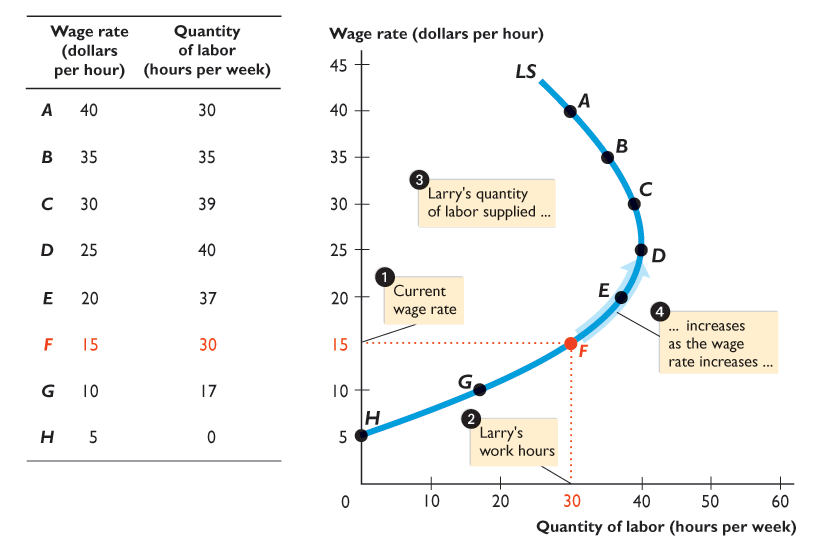 Wage rate
(dollars
per hour)
Quantity
of labor
(hours per week)
A 40 30
B 35 35
C 30 39
D 25 40
E 20 37
F 15 30
G 10 17
H 5 0
Wage rate (dollars per hour)
45
40
35
30
25
20
15
10
5
0
10
20
30
40
50
60
Quantity of labor (hours per week)
LS
A
B
C
D
E
F
G
H
1
Current
wage rate
2
Larry's
work hours
3
Larry's quantity
of labor supplied ...
4
... increases
as the wage
rate increases ...